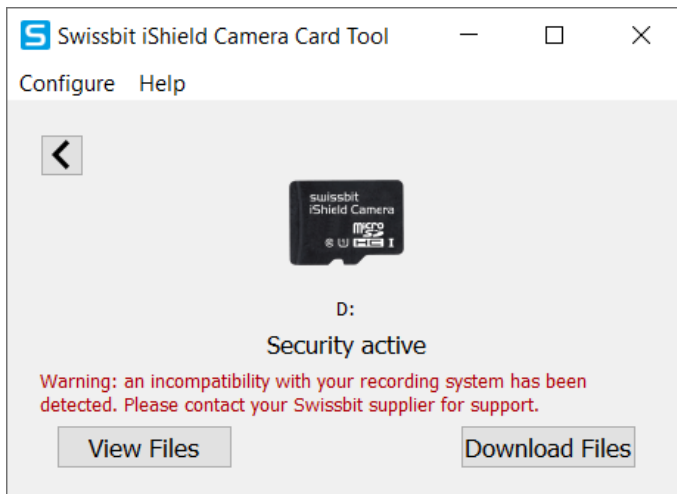 S Swissbit iShield Camera Card Tool
Configure Help
swissbit
iShield Camera
micro
SD
HC I
D:
Security active
Warning: an incompatibility with your recording system has been
detected. Please contact your Swissbit supplier for support.
View Files
Download Files